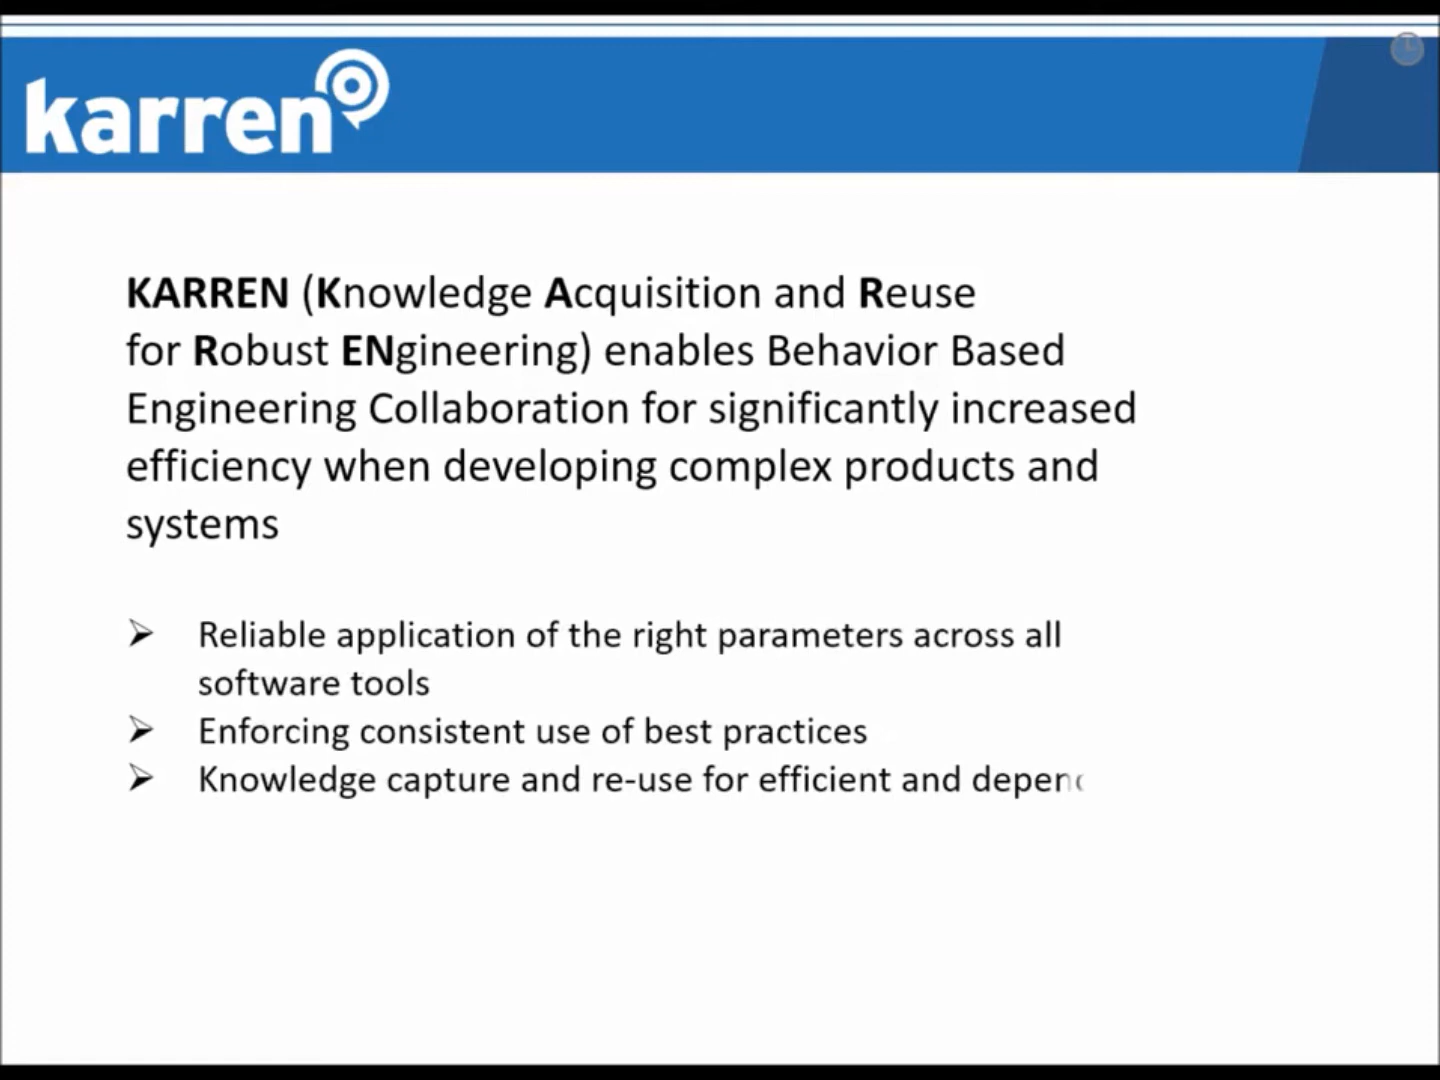 karren
KARREN (Knowledge Acquisition and Reuse
for Robust ENgineering) enables Behavior Based
Engineering Collaboration for significantly increased
efficiency when developing complex products and
systems
➢ Reliable application of the right parameters across all
software tools
➢ Enforcing consistent use of best practices
➢ Knowledge capture and re-use for efficient and